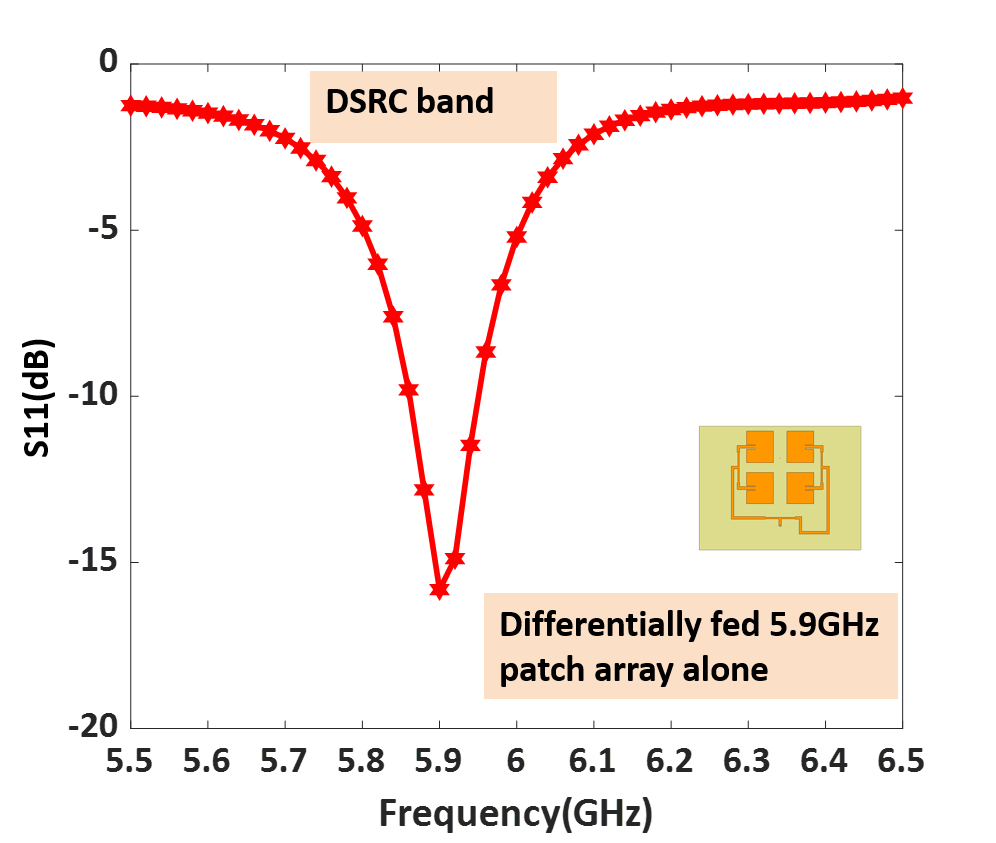 DSRC band
0
-5
-10
-15
-20
S11(dB)
Differentially fed 5.9GHz
patch array alone
5.5 5.6 5.7 5.8 5.9 6 6.1 6.2 6.3 6.4 6.5
Frequency(GHz)